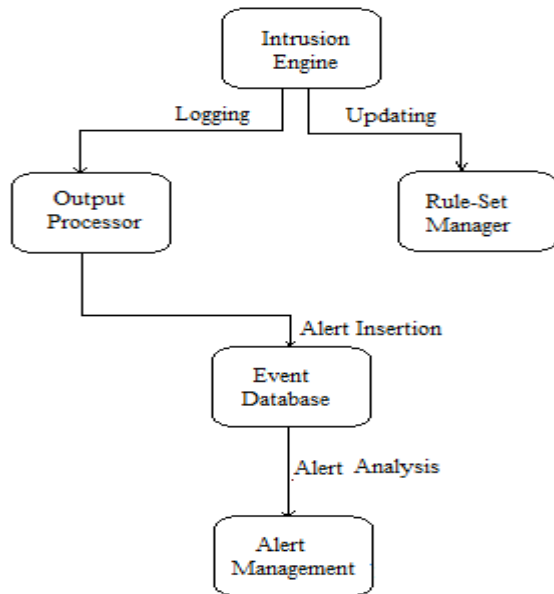 Intrusion
Engine
Logging
Updating
Output
Processor
Rule-Set
Manager
Alert Insertion
Event
Database
Alert Analysis
Alert
Management